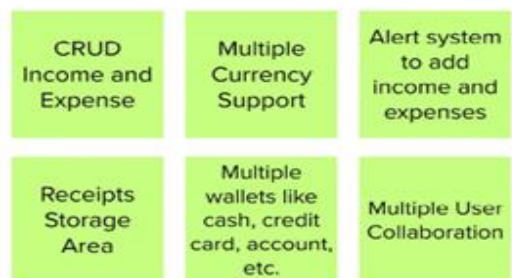 CRUD
Income and
Expense
Multiple
Currency
Support
Alert system
to add
income and
expenses
Receipts
Storage
Area
Multiple
wallets like
cash, credit
card, account,
etc.
Multiple User
Collaboration